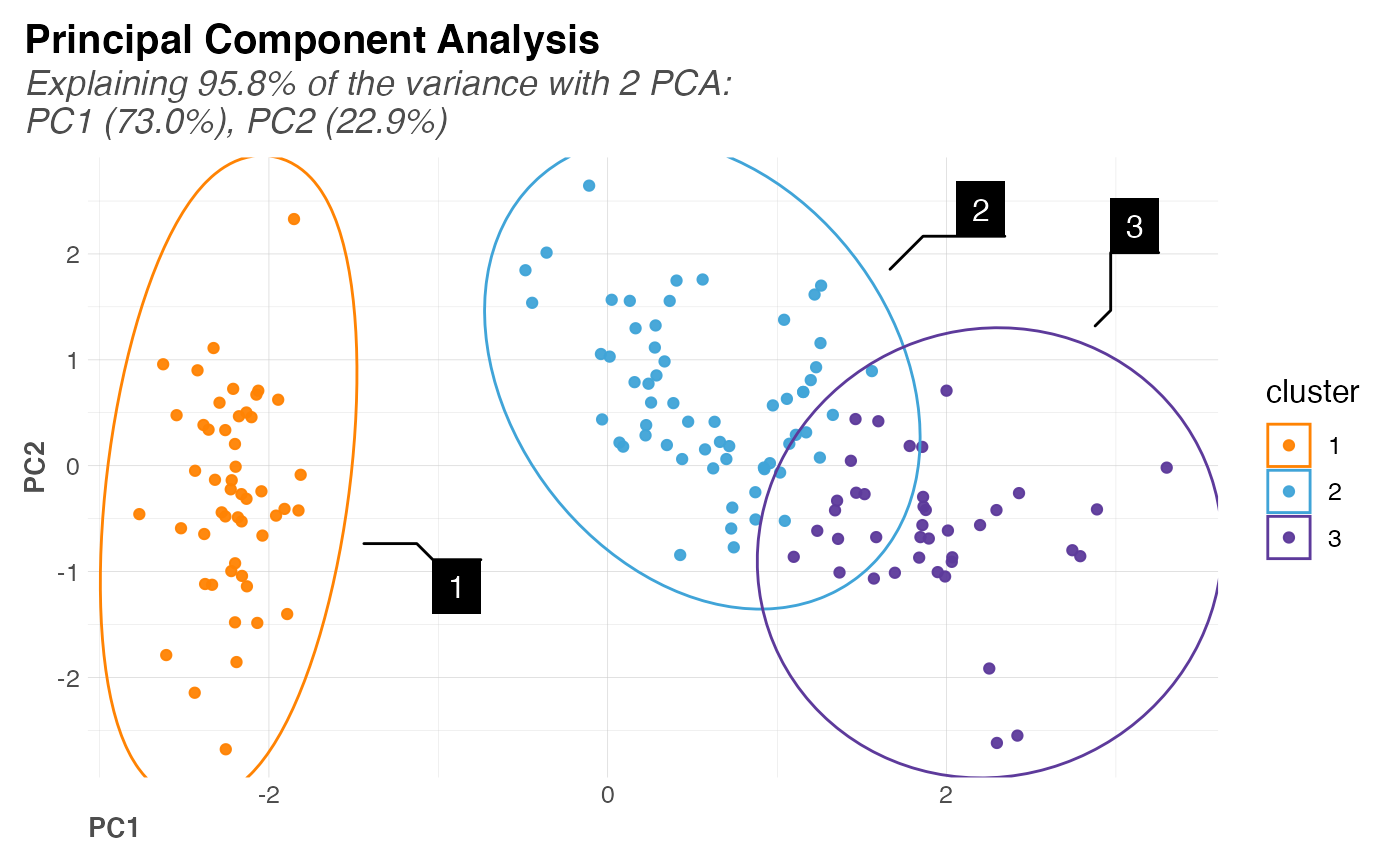 Principal Component Analysis
Explaining 95.8% of the variance with 2 PCA:
PC1 (73.0%), PC2 (22.9%)
2
3
1
2
1
0
-1
-2
PC2
-2
0
2
PC1
cluster
1
2
3